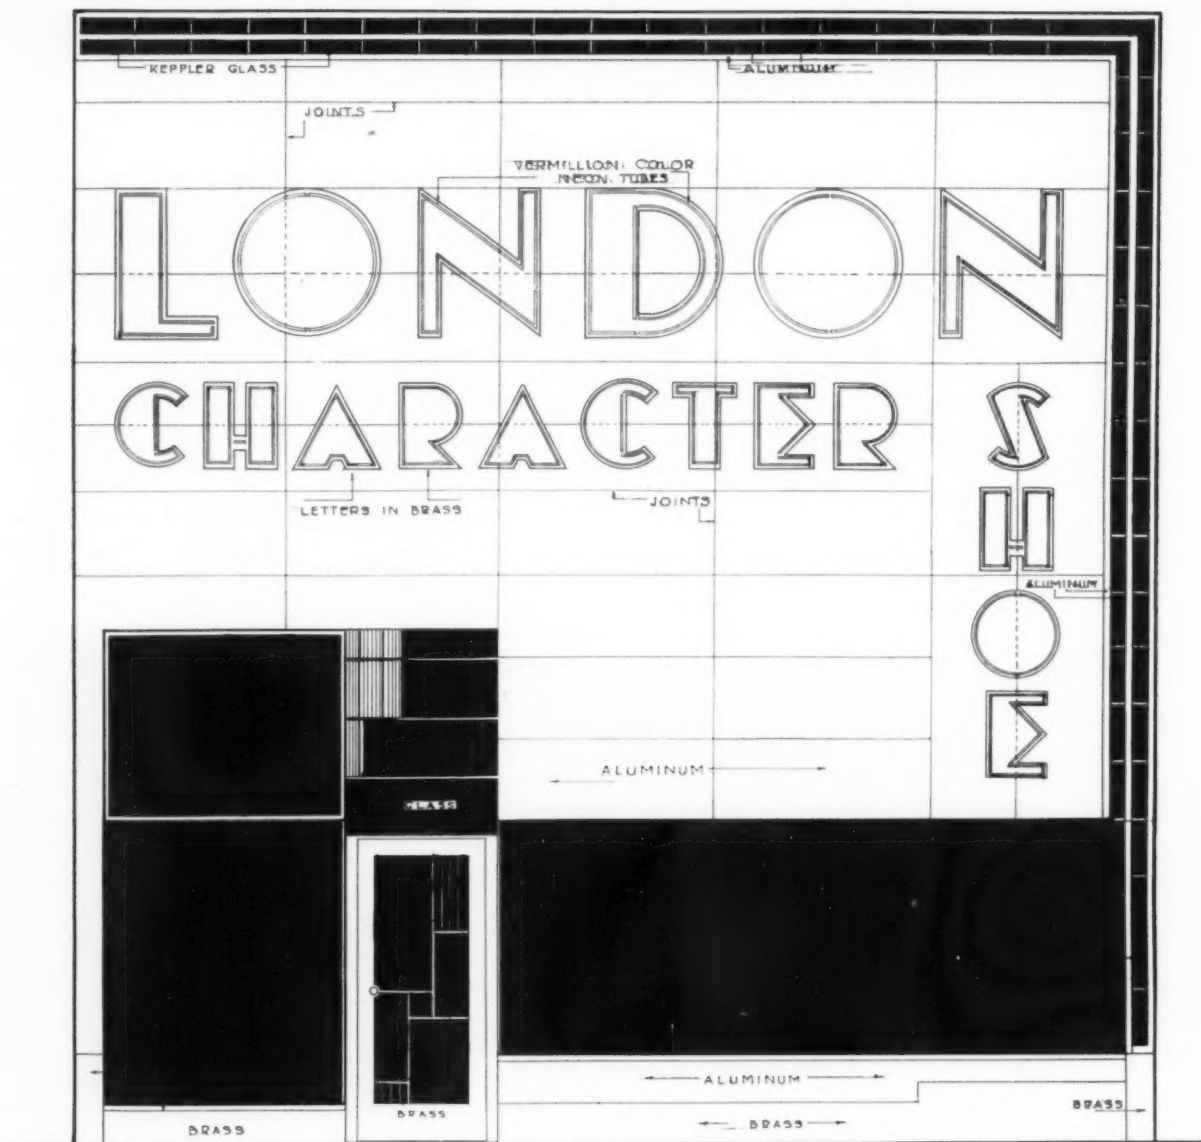 KEPPLER GLASS
ALUMINUM
JOINTS
VERMILLION COLOR
NEON TUBES
LONDON
CHARACTER
SHOE
LETTERS IN BRASS
JOINTS
ALUMINUM
ALUMINUM
GLASS
ALUMINUM
BRASS
BRASS
BRASS
BRASS